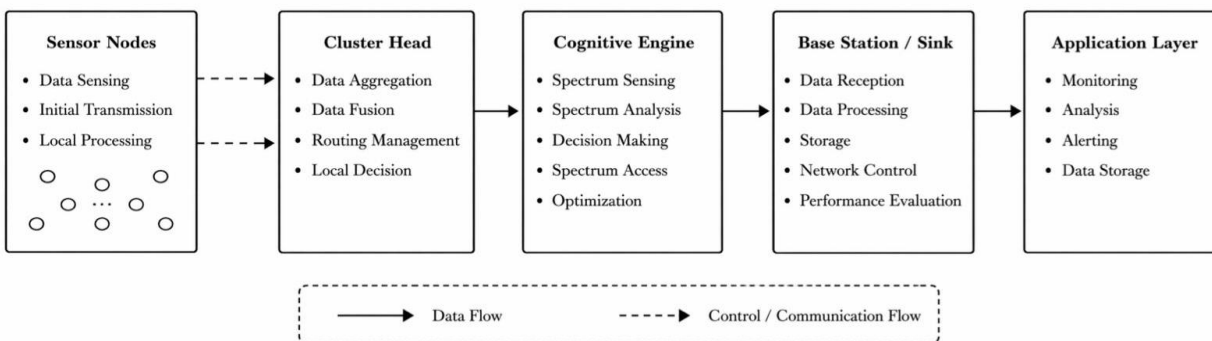 Sensor Nodes
• Data Sensing
• Initial Transmission
• Local Processing
...
Cluster Head
• Data Aggregation
• Data Fusion
• Routing Management
• Local Decision
Cognitive Engine
• Spectrum Sensing
• Spectrum Analysis
• Decision Making
• Spectrum Access
• Optimization
Base Station / Sink
• Data Reception
• Data Processing
• Storage
• Network Control
• Performance Evaluation
Application Layer
• Monitoring
• Analysis
• Alerting
• Data Storage
Data Flow
Control / Communication Flow